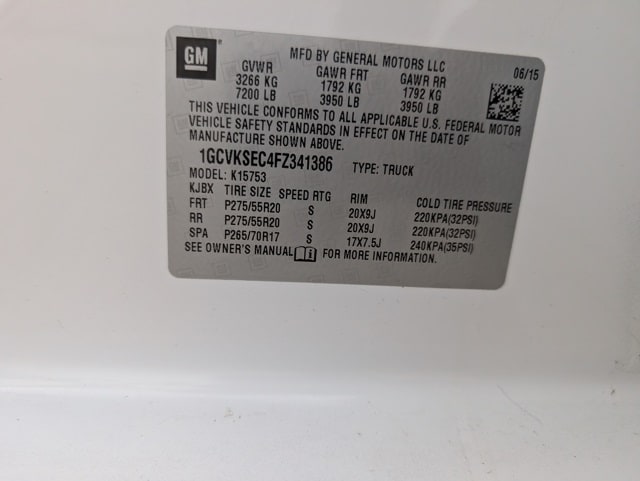 GM
MFD BY GENERAL MOTORS LLC
06/15
GVWR GAWR FRT GAWR RR
3266 KG 1792 KG 1792 KG
7200 LB 3950 LB 3950 LB
THIS VEHICLE CONFORMS TO ALL APPLICABLE U.S. FEDERAL MOTOR
VEHICLE SAFETY STANDARDS IN EFFECT ON THE DATE OF
MANUFACTURE SHOWN ABOVE.
1GCVKSEC4FZ341386 TYPE: TRUCK
MODEL: K15753
KJBX TIRE SIZE SPEED RTG RIM COLD TIRE PRESSURE
FRT P275/55R20 S 20X9J 220KPA(32PSI)
RR P275/55R20 S 20X9J 220KPA(32PSI)
SPA P265/70R17 S 17X7.5J 240KPA(35PSI)
SEE OWNER'S MANUAL FOR MORE INFORMATION.